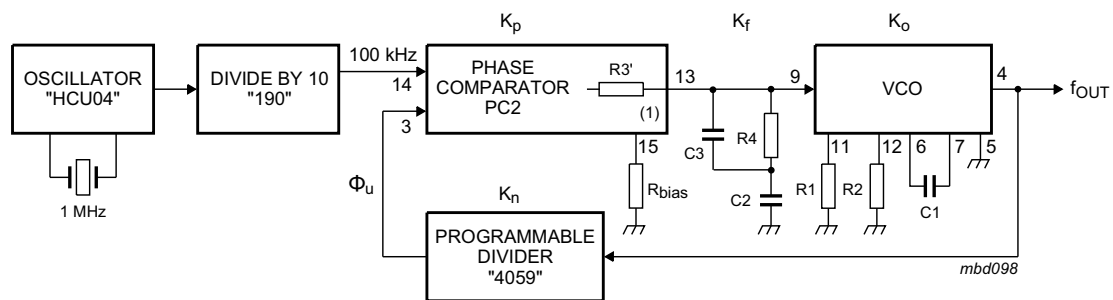 Kp
Kf
Ko
OSCILLATOR
"HCU04"
1 MHz
DIVIDE BY 10
"190"
100 kHz
14
3
PHASE
COMPARATOR
PC2
R3'
(1)
13
15
Rbias
C3
R4
C2
9
VCO
4
fOUT
11
12
6
7
5
R1
R2
C1
Φu
Kn
PROGRAMMABLE
DIVIDER
"4059"
mbd098